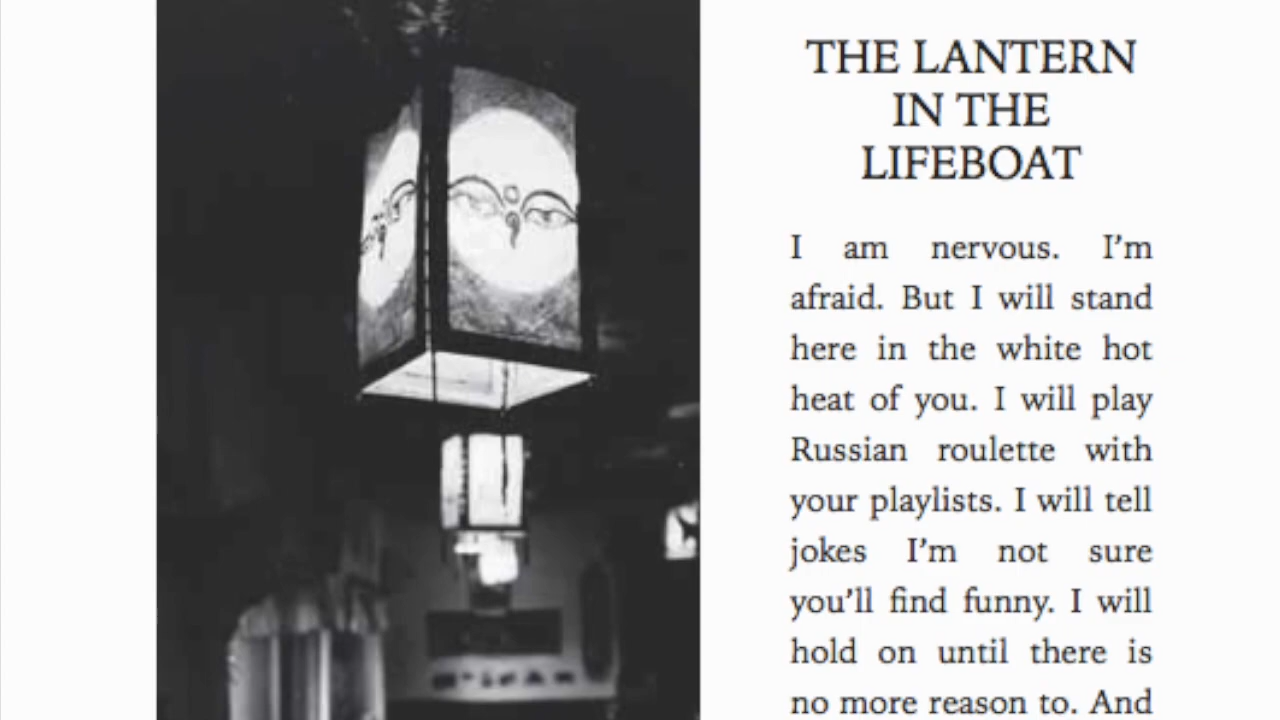 THE LANTERN
IN THE
LIFEBOAT
I am nervous. I’m
afraid. But I will stand
here in the white hot
heat of you. I will play
Russian roulette with
your playlists. I will tell
jokes I’m not sure
you’ll find funny. I will
hold on until there is
no more reason to. And